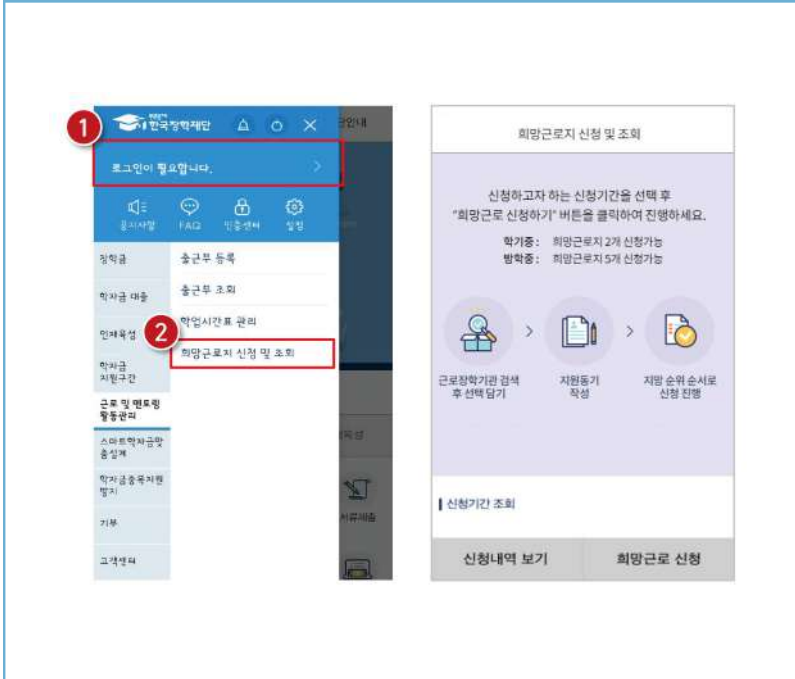 1
한국장학재단
로그인이 필요합니다.
공지사항
FAQ
인증센터
설정
장학금
학자금 대출
인재육성
학자금
지원구간
근로 및 멘토링
활동관리
스마트학자금맞
춤설계
학자금중복지원
방지
기부
고객센터
출근부 등록
출근부 조회
학업시간표 관리
2
희망근로지 신청 및 조회
서류제출
희망근로지 신청 및 조회
신청하고자 하는 신청기간을 선택 후
"희망근로 신청하기" 버튼을 클릭하여 진행하세요.
학기중: 희망근로지 2개 신청가능
방학중: 희망근로지 5개 신청가능
근로장학기관 검색
후 선택 담기
지원동기
작성
지망 순위 순서로
신청 진행
신청기간 조회
신청내역 보기
희망근로 신청